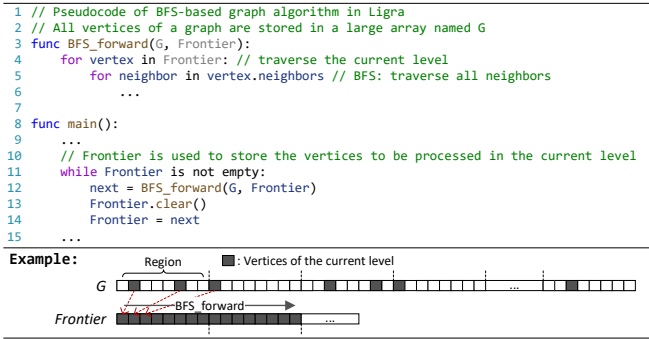 1 // Pseudocode of BFS-based graph algorithm in Ligra
2 // All vertices of a graph are stored in a large array named G
3 func BFS_forward(G, Frontier):
4     for vertex in Frontier: // traverse the current level
5         for neighbor in vertex.neighbors // BFS: traverse all neighbors
6             ...
7
8 func main():
9     ...
10     // Frontier is used to store the vertices to be processed in the current level
11     while Frontier is not empty:
12         next = BFS_forward(G, Frontier)
13         Frontier.clear()
14         Frontier = next
15     ...
Example:
Region
: Vertices of the current level
G
...
BFS_forward
Frontier
...